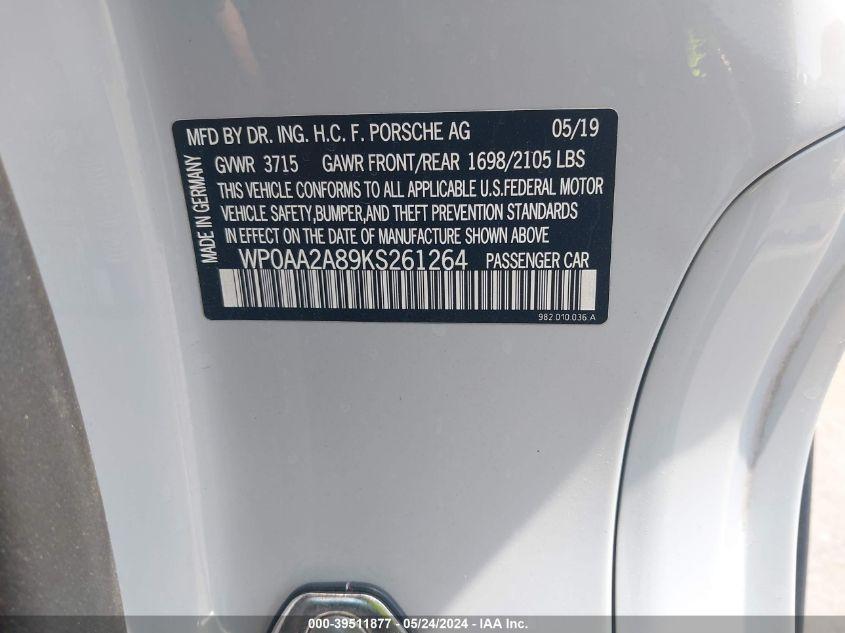 MFD BY DR. ING. H.C. F. PORSCHE AG 05/19
GVWR 3715 GAWR FRONT/REAR 1698/2105 LBS
THIS VEHICLE CONFORMS TO ALL APPLICABLE U.S.FEDERAL MOTOR
VEHICLE SAFETY,BUMPER,AND THEFT PREVENTION STANDARDS
IN EFFECT ON THE DATE OF MANUFACTURE SHOWN ABOVE
WP0AA2A89KS261264 PASSENGER CAR
982.010.036 A
MADE IN GERMANY
000-39511877 - 05/24/2024 - IAA Inc.